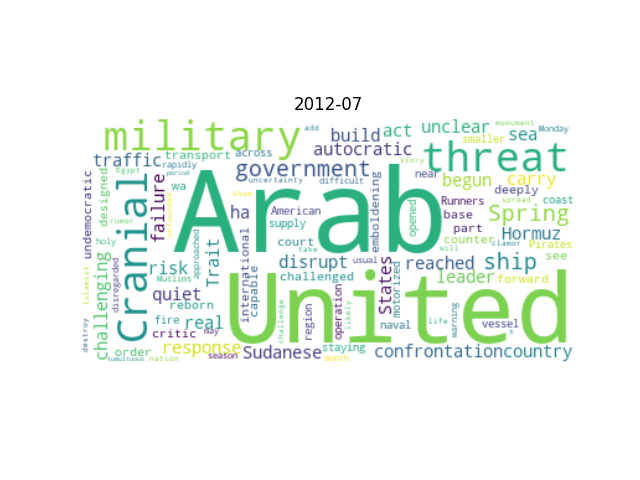 2012-07
add
monument
Monday
military
build
act
unclear
sea
smaller
autocratic
threat
traffic
transport
across
government
story
near
rapidly
Egypt
period
wa
uncertainty
difficult
begun
carry
deeply
undemocratic
designed
Cranial
failure
Arab
emboldening
show
ha
American
supply
opened
Runners
base
part
Spring
spread
coast
Hormuz
rumor
holy
untrammeled
approached
Trait
international
court
take
counter
clamor
Pirates
see
Islamist
disregarded
challenging
risk
Muslims
capable
disrupt
challenged
usual
States
motorized
reached
leader
ship
forward
quiet
reborn
United
region
operation
likely
naval
life
warning
vessel
will
destroy
fire
may
real
critic
challenge
order
response
season
Sudanese
staying
month
confrontation
country
tumultuous
nation
s